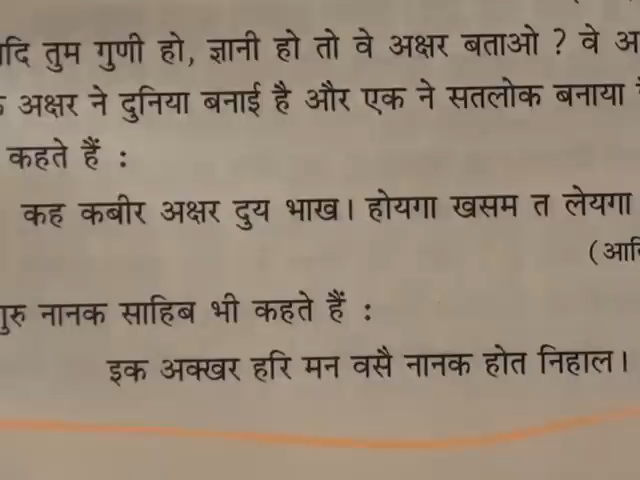 तुम गुणी हो, ज्ञानी हो तो वे अक्षर बताओ ? वे
अक्षर ने दुनिया बनाई है और एक ने सतलोक बनाया
कहते हैं :
कह कबीर अक्षर दुय भाख। होयगा खसम त लेयगा
नानक साहिब भी कहते हैं :
इक अक्खर हरि मन वसै नानक होत निहाल।